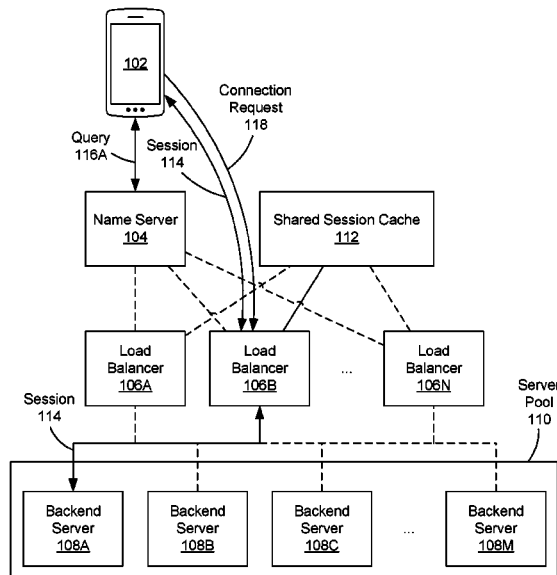 102
Connection
Request
118
Query
116A
Session
114
Name Server
104
Shared Session Cache
112
Load
Balancer
106A
Load
Balancer
106B
...
Load
Balancer
106N
Session
114
Server
Pool
110
Backend
Server
108A
Backend
Server
108B
Backend
Server
108C
...
Backend
Server
108M